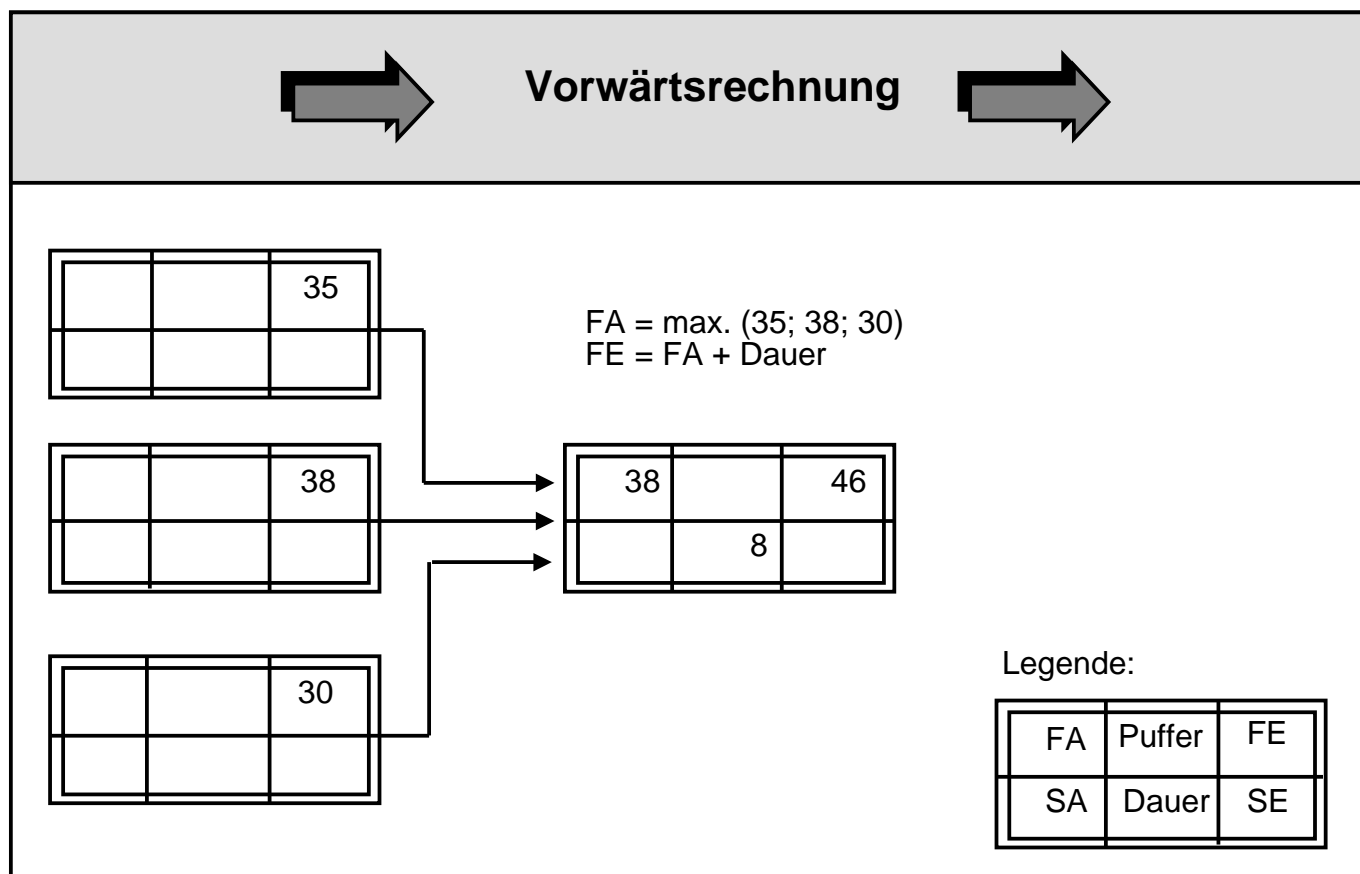 Vorwärtsrechnung
35
FA = max. (35; 38; 30)
FE = FA + Dauer
38
38 46
8
30
Legende:
FA Puffer FE
SA Dauer SE